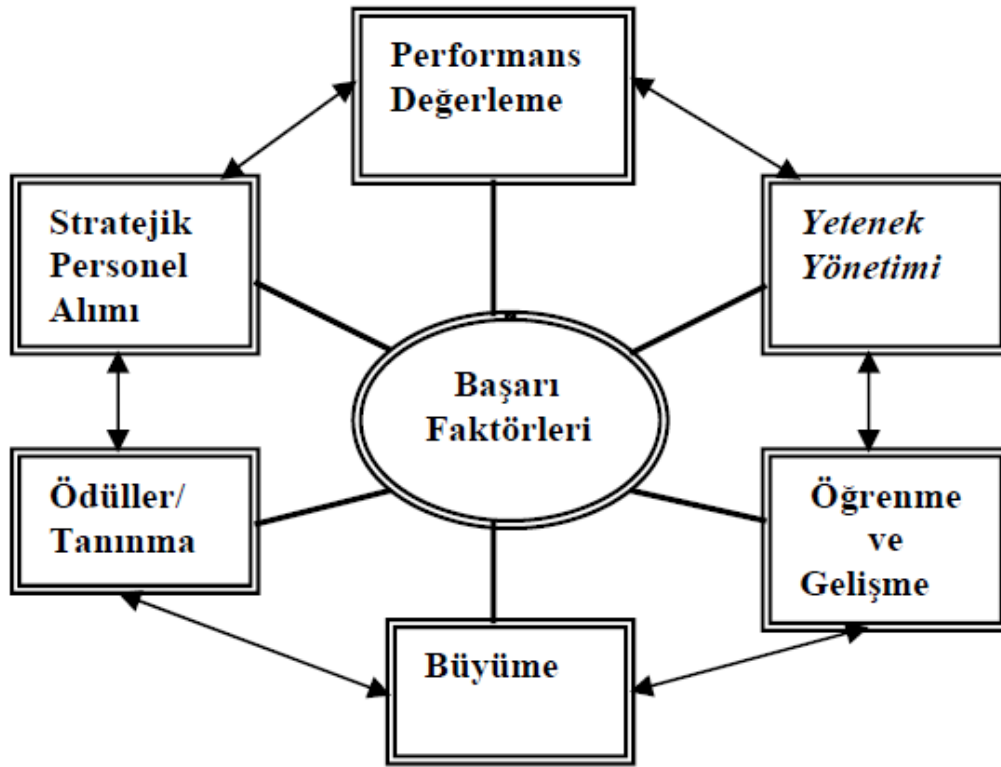 Performans
Değerleme
Stratejik
Personel
Alımı
Yetenek
Yönetimi
Başarı
Faktörleri
Ödüller/
Tanınma
Öğrenme
ve
Gelişme
Büyüme